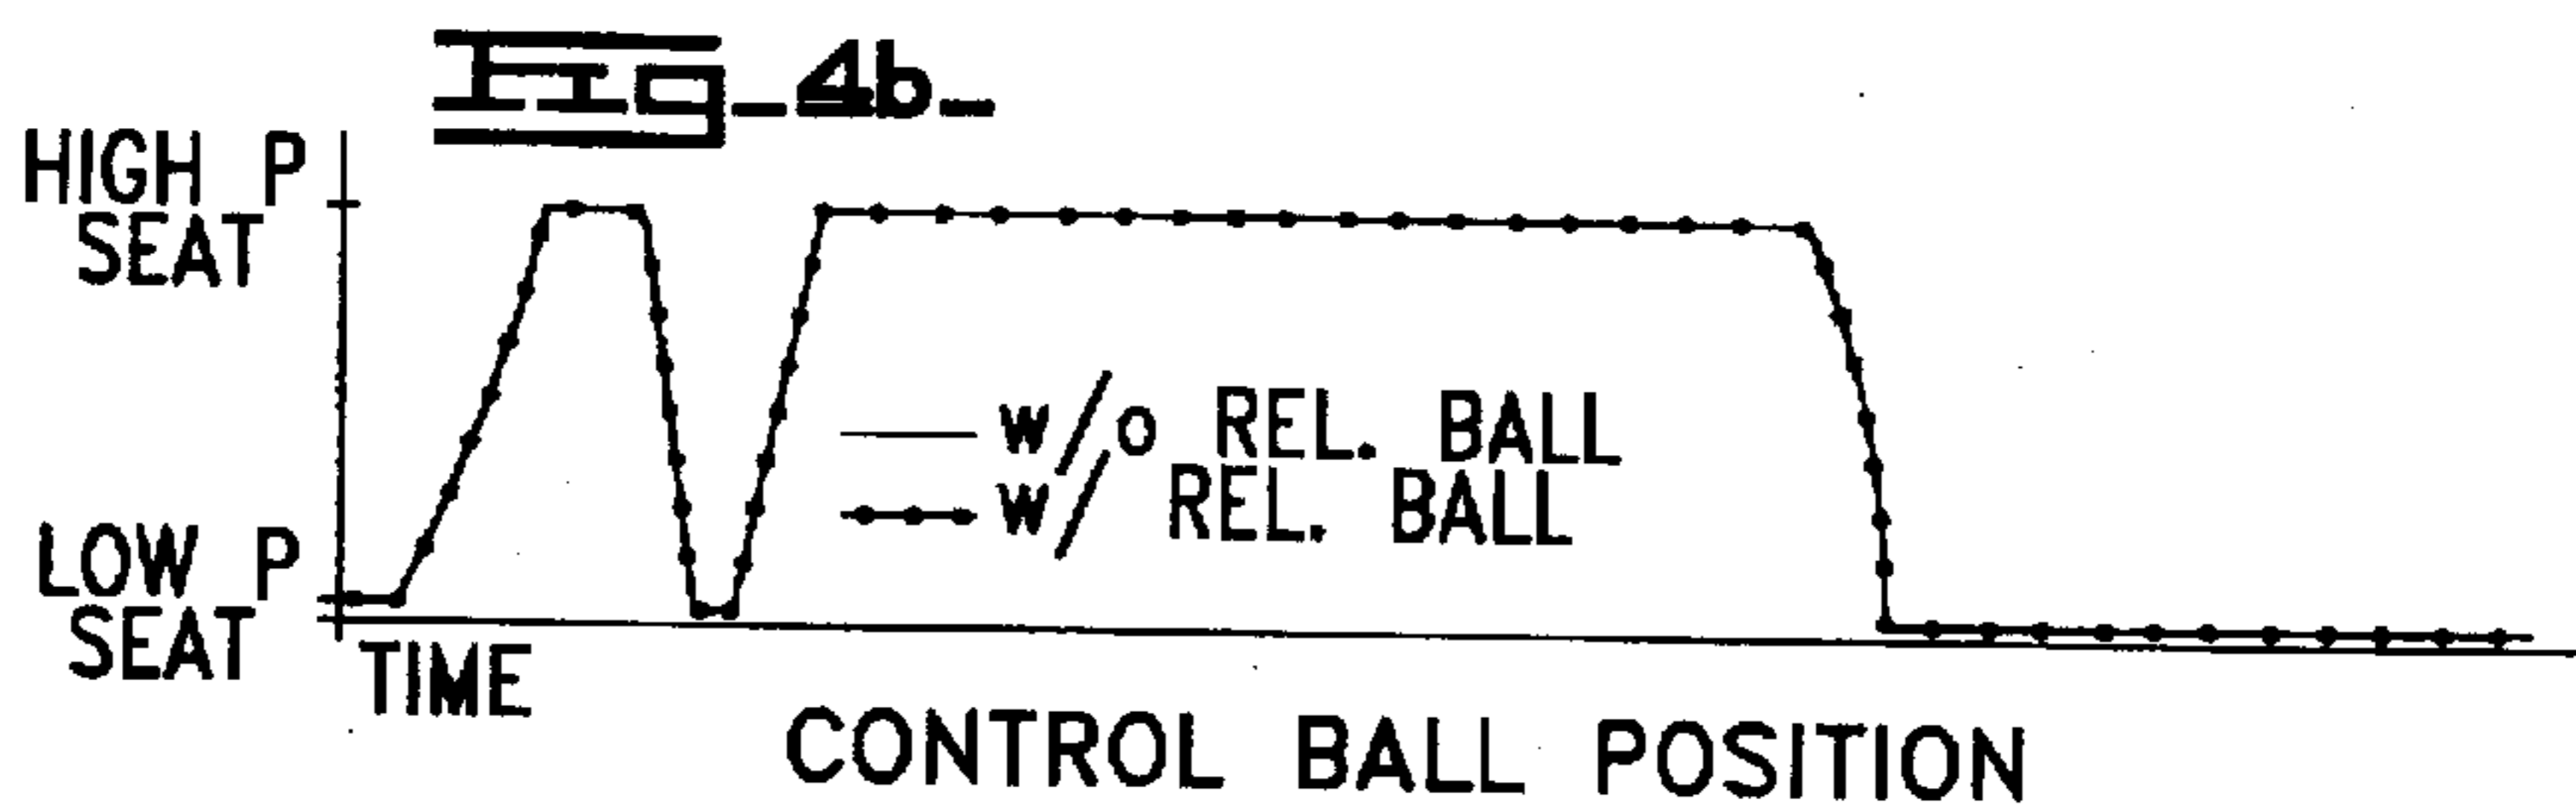 Fig_4b_
HIGH P
SEAT
w/o REL. BALL
w/ REL. BALL
LOW P
SEAT
TIME
CONTROL BALL POSITION